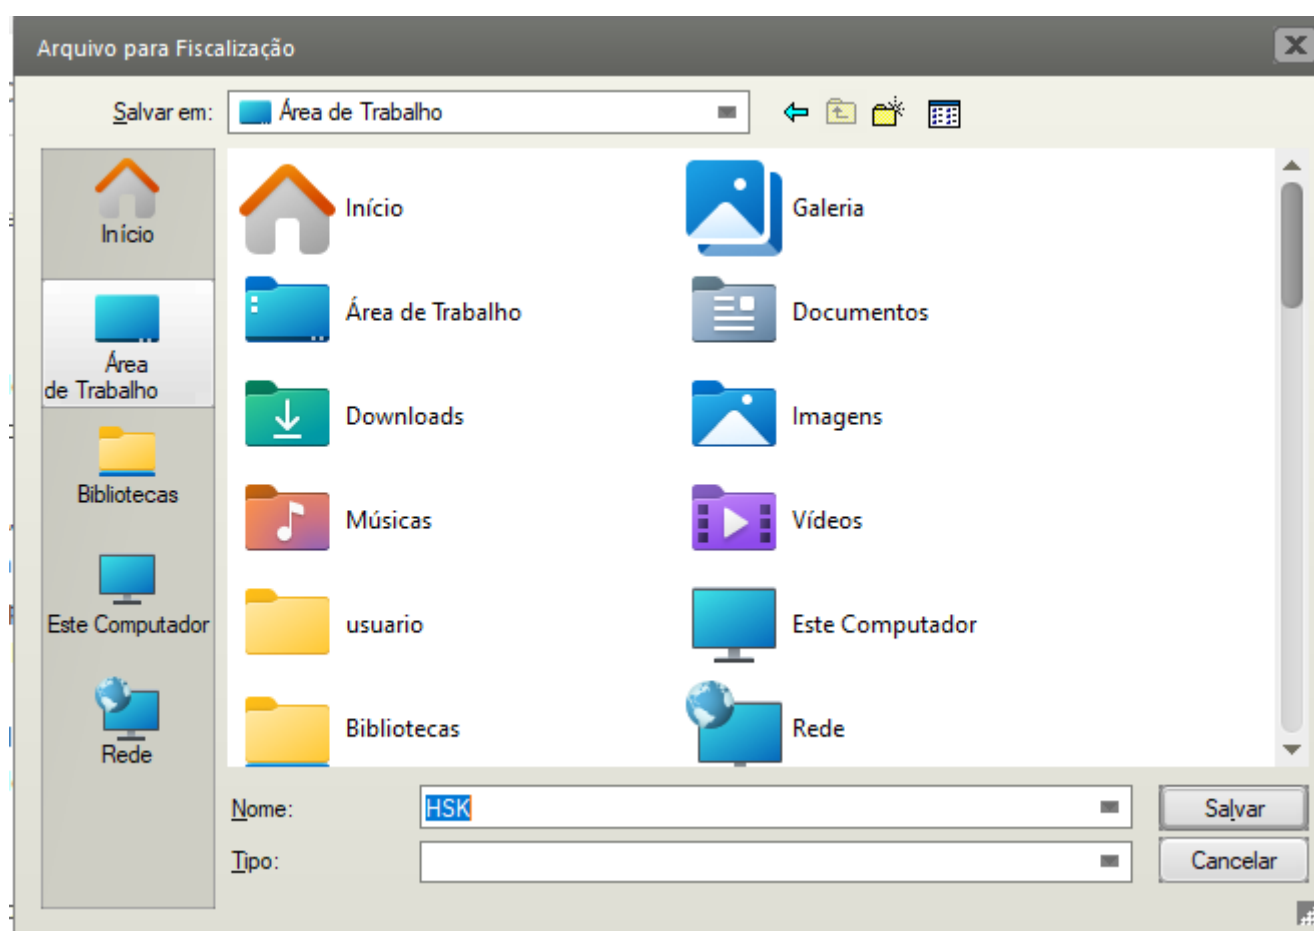 Arquivo para Fiscalização
Salvar em: Área de Trabalho
Início
Área
de Trabalho
Bibliotecas
Este Computador
Rede
Início Galeria
Área de Trabalho Documentos
Downloads Imagens
Músicas Vídeos
usuario Este Computador
Bibliotecas Rede
Nome: HSK Salvar
Tipo: Cancelar